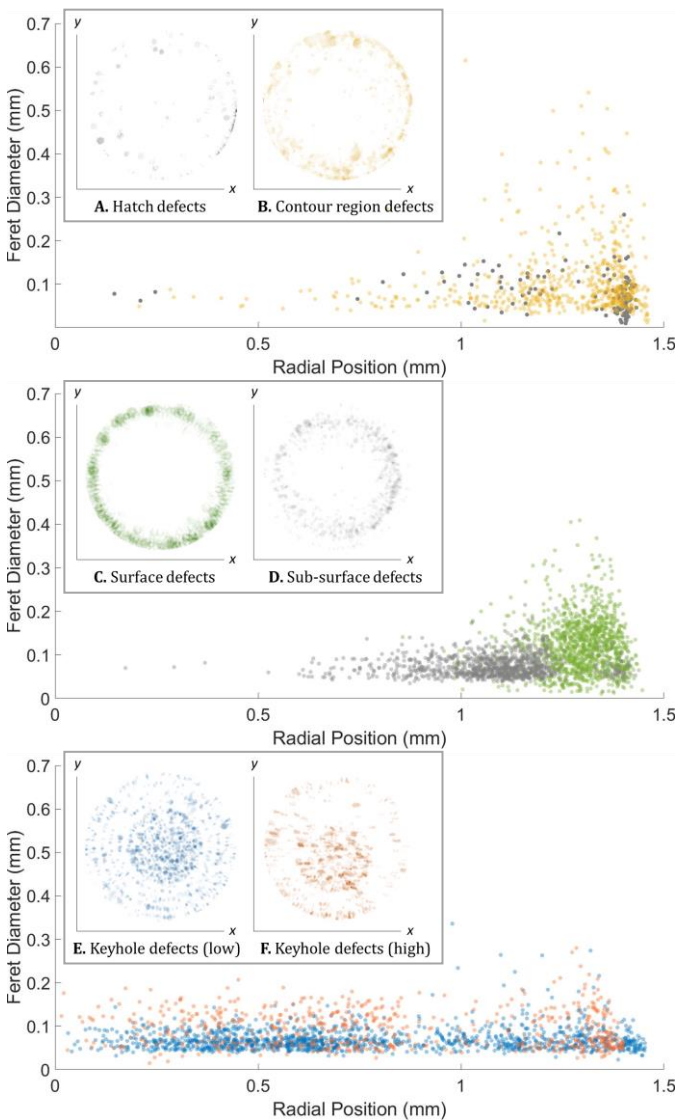 0.7
0.6
0.5
0.4
0.3
0.2
0.1
Feret Diameter (mm)
y
x
A. Hatch defects
y
x
B. Contour region defects
0 0.5 1 1.5
Radial Position (mm)
0.7
0.6
0.5
0.4
0.3
0.2
0.1
0
Feret Diameter (mm)
y
x
C. Surface defects
y
x
D. Sub-surface defects
0 0.5 1 1.5
Radial Position (mm)
0.7
0.6
0.5
0.4
0.3
0.2
0.1
0
Feret Diameter (mm)
y
x
E. Keyhole defects (low)
y
x
F. Keyhole defects (high)
0 0.5 1 1.5
Radial Position (mm)